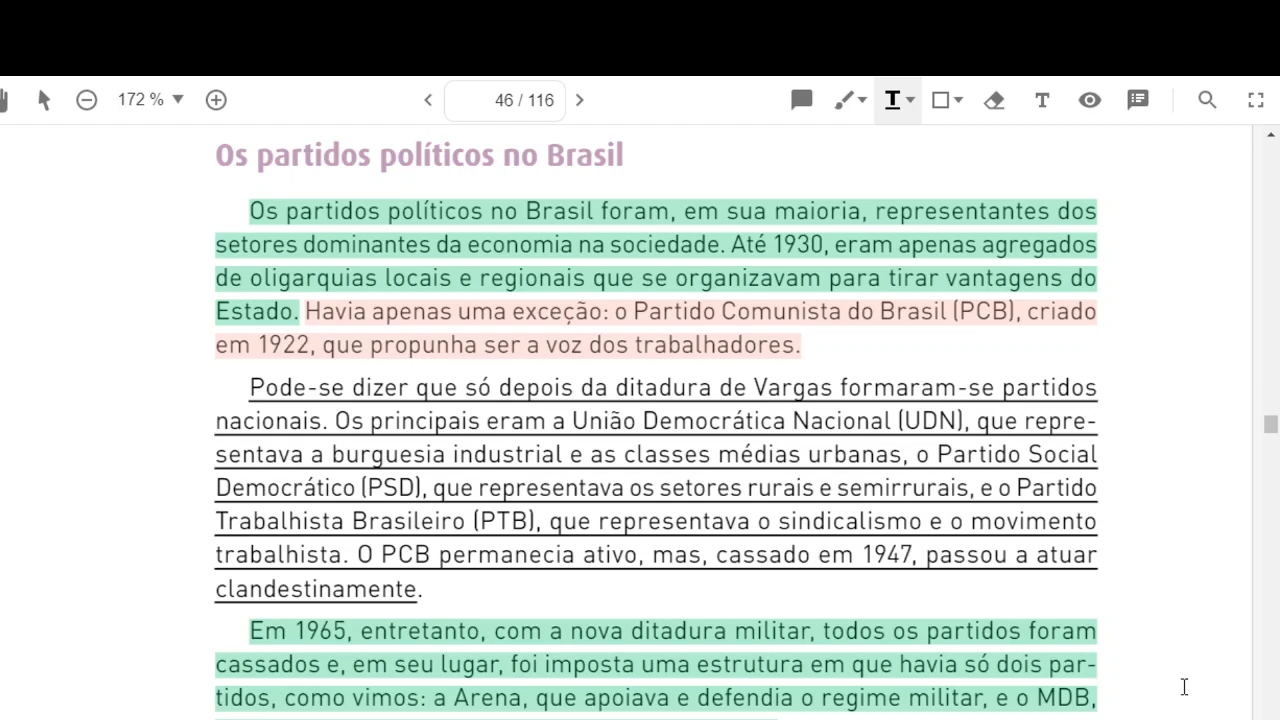 172 %
46 / 116
Os partidos políticos no Brasil
Os partidos políticos no Brasil foram, em sua maioria, representantes dos
setores dominantes da economia na sociedade. Até 1930, eram apenas agregados
de oligarquias locais e regionais que se organizavam para tirar vantagens do
Estado. Havia apenas uma exceção: o Partido Comunista do Brasil (PCB), criado
em 1922, que propunha ser a voz dos trabalhadores.
Pode-se dizer que só depois da ditadura de Vargas formaram-se partidos
nacionais. Os principais eram a União Democrática Nacional (UDN), que repre-
sentava a burguesia industrial e as classes médias urbanas, o Partido Social
Democrático (PSD), que representava os setores rurais e semirrurais, e o Partido
Trabalhista Brasileiro (PTB), que representava o sindicalismo e o movimento
trabalhista. O PCB permanecia ativo, mas, cassado em 1947, passou a atuar
clandestinamente.
Em 1965, entretanto, com a nova ditadura militar, todos os partidos foram
cassados e, em seu lugar, foi imposta uma estrutura em que havia só dois par-
tidos, como vimos: a Arena, que apoiava e defendia o regime militar, e o MDB,